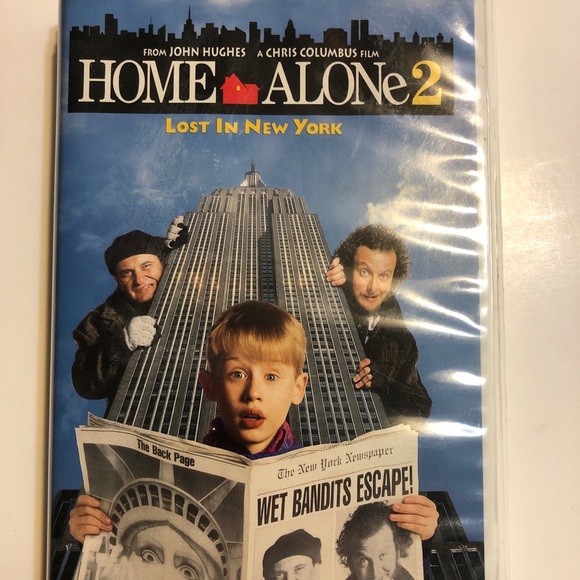 FROM JOHN HUGHES A CHRIS COLUMBUS FILM
HOME ALONe 2
LOST IN NEW YORK
The Back Page
The New York Newspaper
WET BANDITS ESCAPE!